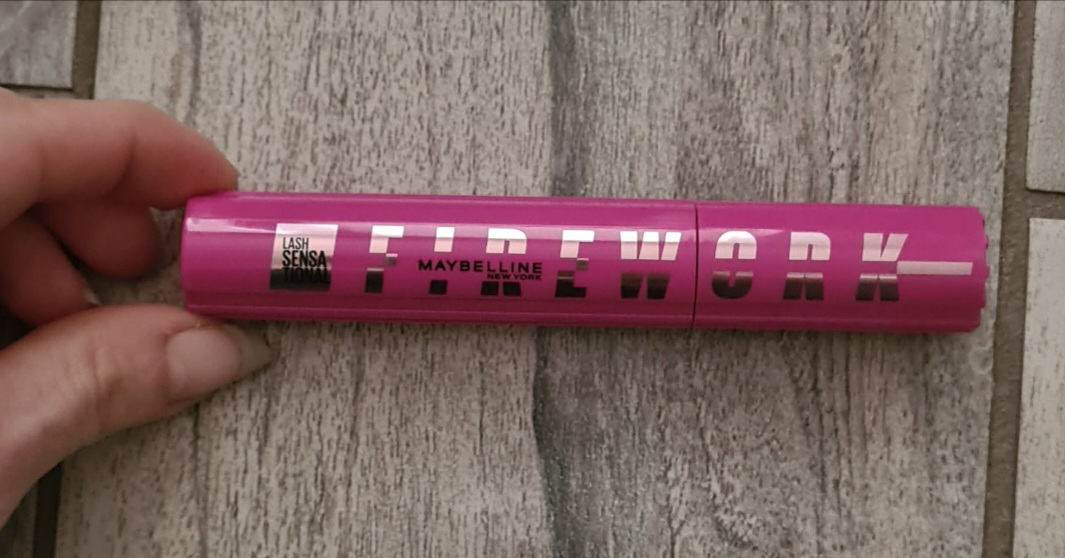 LASH
SENSA
TIONAL
FIREWORK
MAYBELLINE
NEW YORK